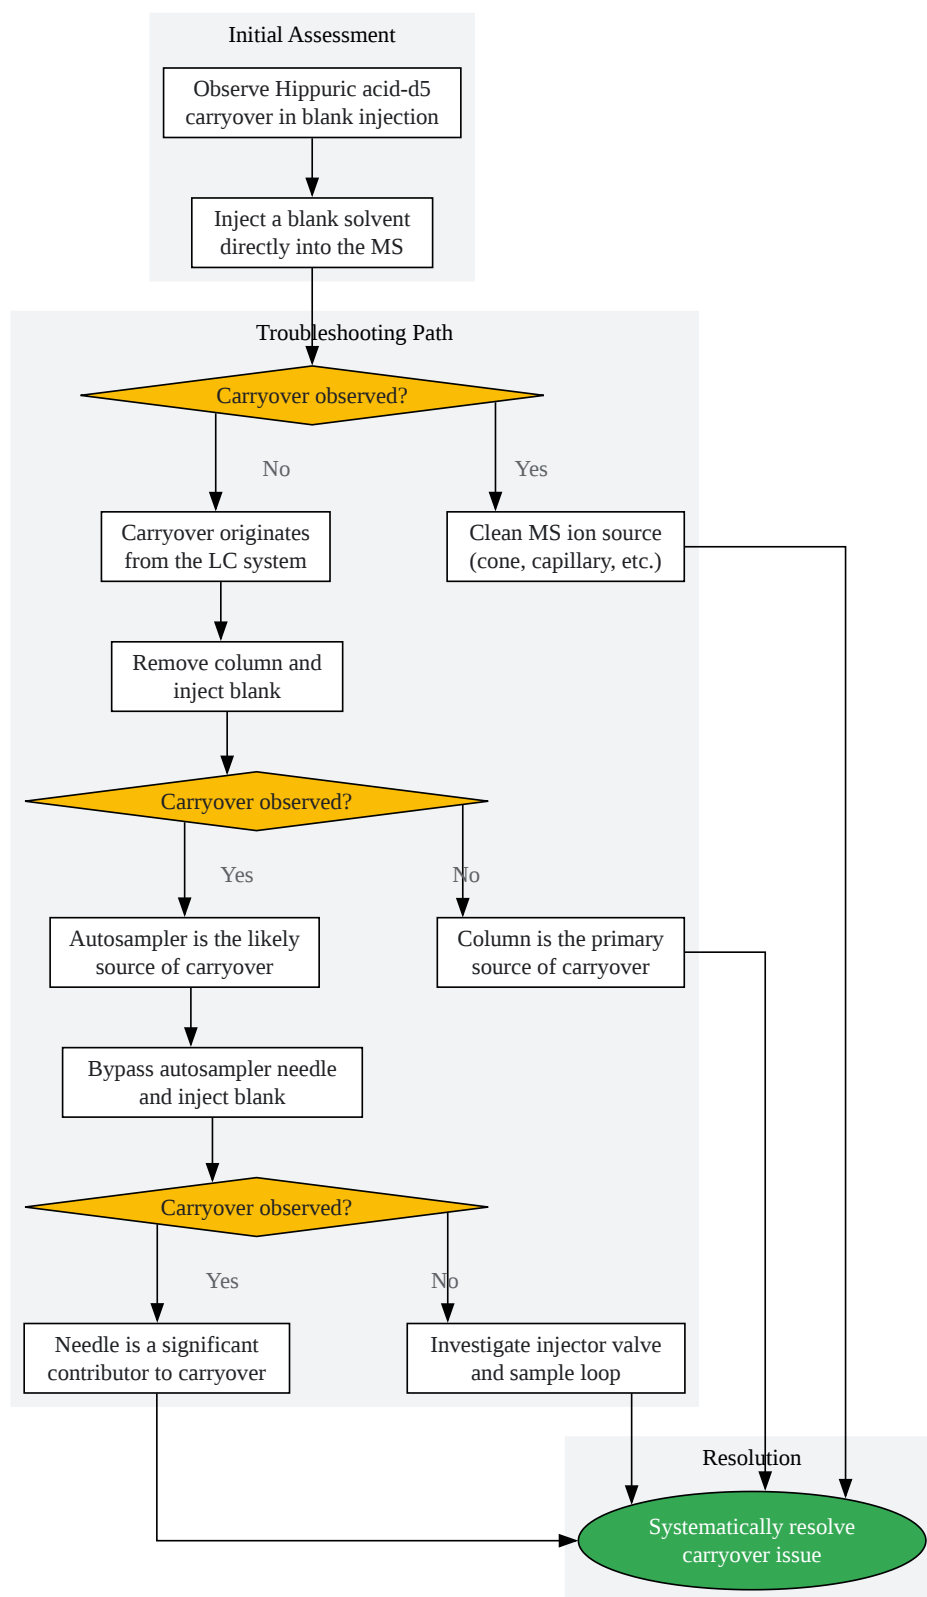 Initial Assessment
Observe Hippuric acid-d5
carryover in blank injection
Inject a blank solvent
directly into the MS
Troubleshooting Path
Carryover observed?
No
Yes
Carryover originates
from the LC system
Clean MS ion source
(cone, capillary, etc.)
Remove column and
inject blank
Carryover observed?
Yes
No
Autosampler is the likely
source of carryover
Column is the primary
source of carryover
Bypass autosampler needle
and inject blank
Carryover observed?
Yes
No
Needle is a significant
contributor to carryover
Investigate injector valve
and sample loop
Resolution
Systematically resolve
carryover issue